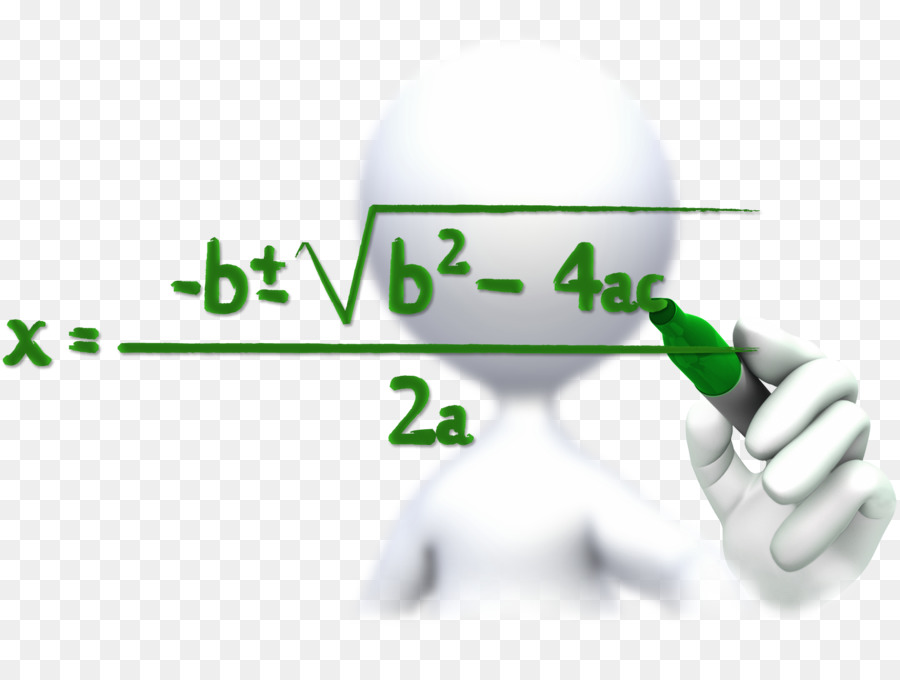 x = -b ± √b² - 4ac
2a